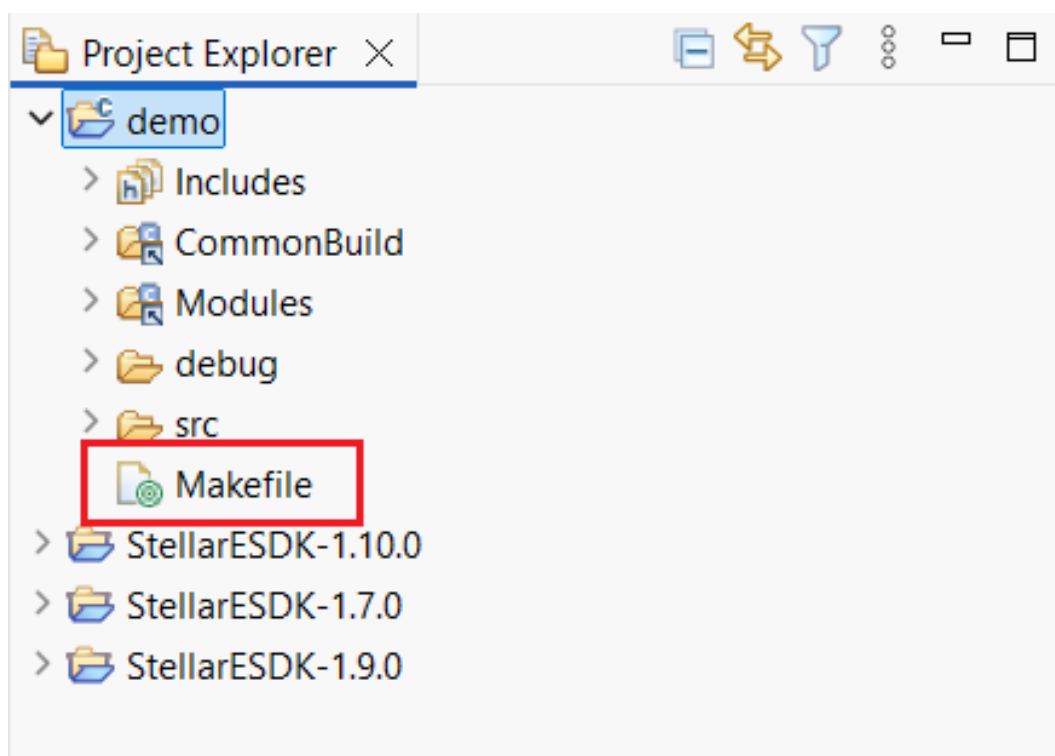 Project Explorer
demo
Includes
CommonBuild
Modules
debug
src
Makefile
StellarESDK-1.10.0
StellarESDK-1.7.0
StellarESDK-1.9.0